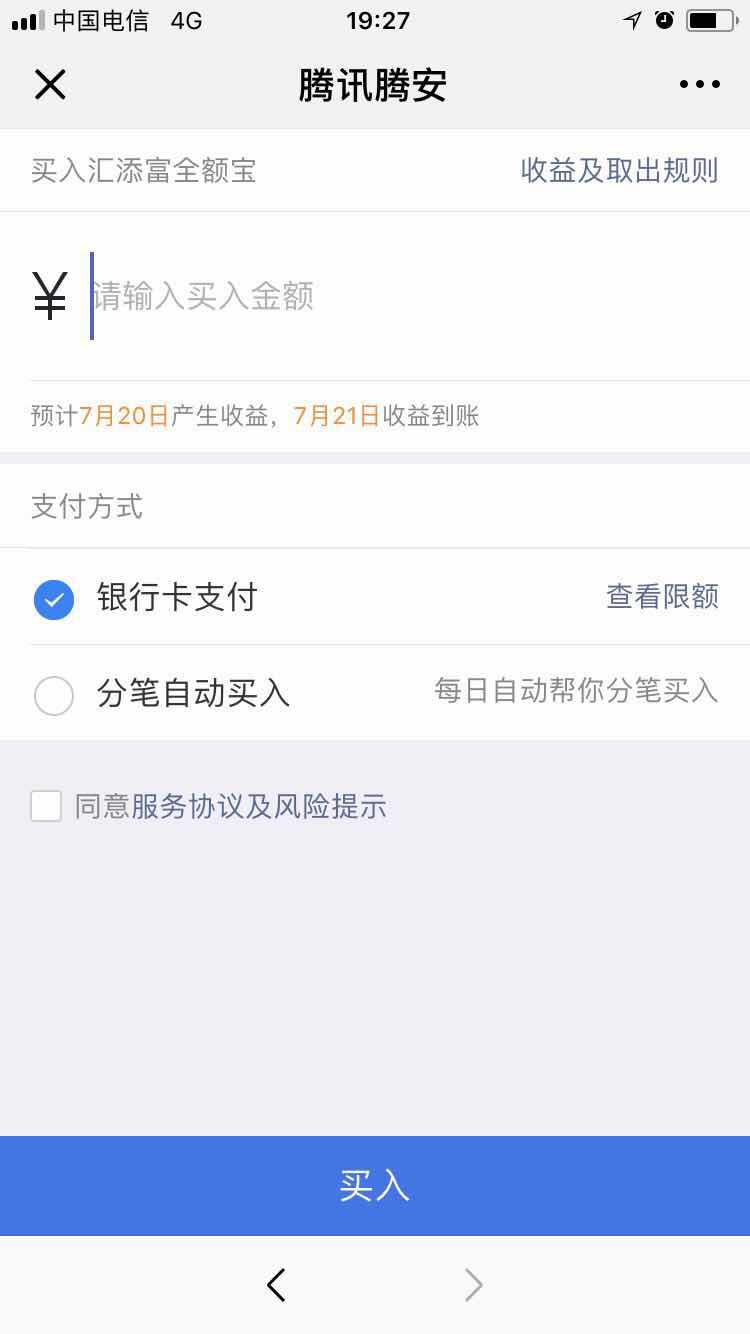 中国电信 4G 19:27
腾讯腾安
买入汇添富全额宝 收益及取出规则
¥ 请输入买入金额
预计7月20日产生收益，7月21日收益到账
支付方式
银行卡支付 查看限额
分笔自动买入 每日自动帮你分笔买入
同意服务协议及风险提示
买入